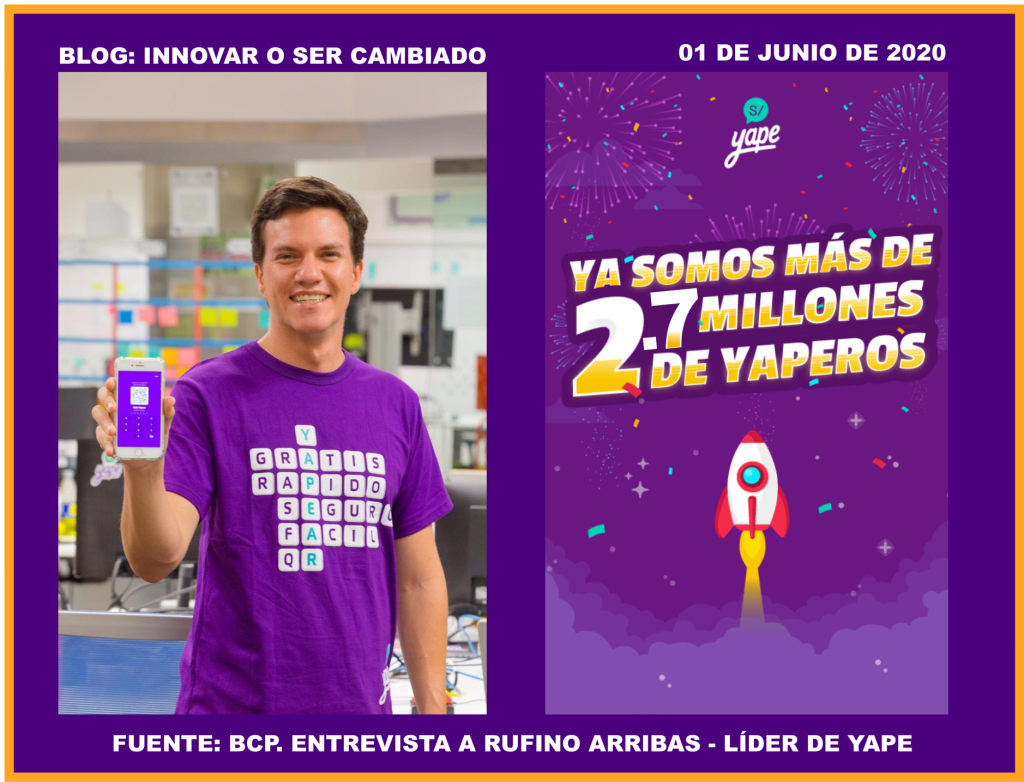 BLOG: INNOVAR O SER CAMBIADO
01 DE JUNIO DE 2020
Y
GRATIS
RAPIDO
SEGURO
FACIL
QR
S/
yape
YA SOMOS MÁS DE
2.7 MILLONES
DE YAPEROS
FUENTE: BCP. ENTREVISTA A RUFINO ARRIBAS - LÍDER DE YAPE